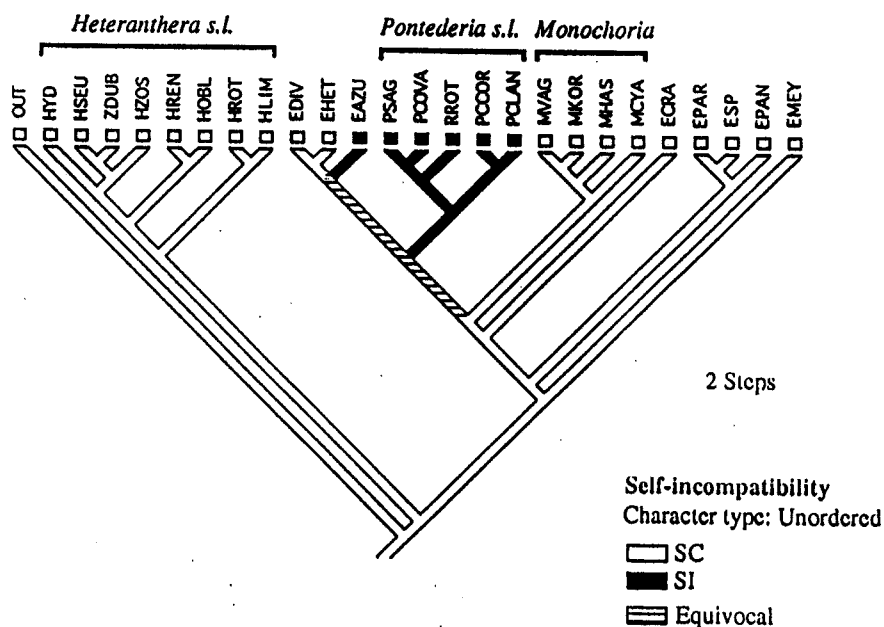 Heteranthera s.l. Pontederia s.l. Monochoria
OUT HYD HSEU ZDUB HZOS HREN HOBL HROT HLIM EDIV EHET EAZU PSAG PCOVA RROT PCCOR PCLAN MVAG MKOR MHAS MCYA ECRA EPAR ESP EPAN EMEY
2 Steps
Self-incompatibility
Character type: Unordered
SC
SI
Equivocal